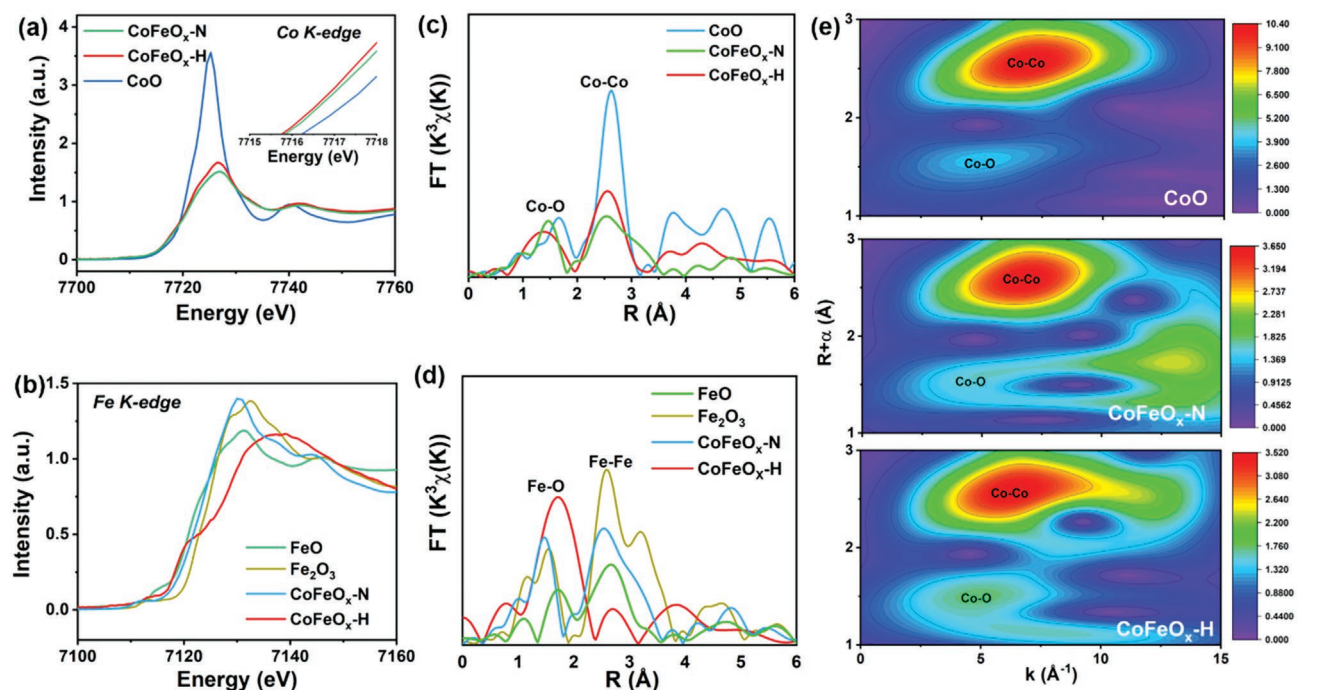 (a)
CoFeOx-N
CoFeOx-H
CoO
Co K-edge
7715 7716 7717 7718
Energy (eV)
Intensity (a.u.)
4
3
2
1
0
7700 7720 7740 7760
Energy (eV)
(b)
Fe K-edge
FeO
Fe2O3
CoFeOx-N
CoFeOx-H
Intensity (a.u.)
1.5
1.0
0.5
0.0
7100 7120 7140 7160
Energy (eV)
(c)
CoO
CoFeOx-N
CoFeOx-H
Co-Co
Co-O
FT (K³χ(K))
0 1 2 3 4 5 6
R (Å)
(d)
FeO
Fe2O3
CoFeOx-N
CoFeOx-H
Fe-Fe
Fe-O
FT (K³χ(K))
0 1 2 3 4 5 6
R (Å)
(e)
3
2
1
Co-Co
Co-O
CoO
10.40
9.100
7.800
6.500
5.200
3.900
2.600
1.300
0.000
3
2
1
R+α (Å)
Co-Co
Co-O
CoFeOx-N
3.650
3.194
2.737
2.281
1.825
1.369
0.9125
0.4562
0.000
3
2
1
Co-Co
Co-O
CoFeOx-H
3.520
3.080
2.640
2.200
1.760
1.320
0.8800
0.4400
0.000
0 5 10 15
k (Å⁻¹)